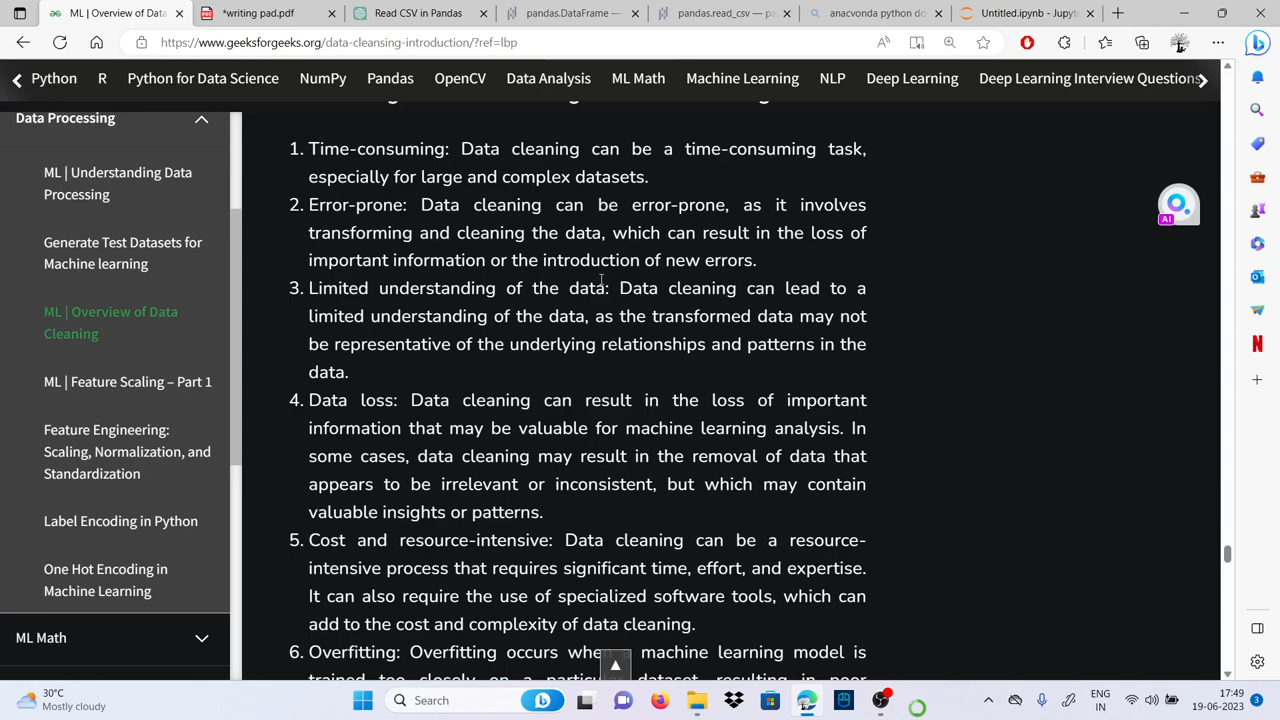 ML | Overview of Data
*writing pad.pdf
Read CSV in Pandas
pandas.DataFrame
pandas.read_csv
anacvonda python do
Untitled.ipynb - Jupyt
https://www.geeksforgeeks.org/data-cleansing-introduction/?ref=lbp
Python R Python for Data Science NumPy Pandas OpenCV Data Analysis ML Math Machine Learning NLP Deep Learning Deep Learning Interview Questions
Data Processing
ML | Understanding Data
Processing
Generate Test Datasets for
Machine learning
ML | Overview of Data
Cleaning
ML | Feature Scaling – Part 1
Feature Engineering:
Scaling, Normalization, and
Standardization
Label Encoding in Python
One Hot Encoding in
Machine Learning
ML Math
1. Time-consuming: Data cleaning can be a time-consuming task,
especially for large and complex datasets.
2. Error-prone: Data cleaning can be error-prone, as it involves
transforming and cleaning the data, which can result in the loss of
important information or the introduction of new errors.
3. Limited understanding of the data: Data cleaning can lead to a
limited understanding of the data, as the transformed data may not
be representative of the underlying relationships and patterns in the
data.
4. Data loss: Data cleaning can result in the loss of important
information that may be valuable for machine learning analysis. In
some cases, data cleaning may result in the removal of data that
appears to be irrelevant or inconsistent, but which may contain
valuable insights or patterns.
5. Cost and resource-intensive: Data cleaning can be a resource-
intensive process that requires significant time, effort, and expertise.
It can also require the use of specialized software tools, which can
add to the cost and complexity of data cleaning.
6. Overfitting: Overfitting occurs when a machine learning model is
trained too closely on a particular dataset, resulting in poor
AI
30°C
Mostly cloudy
Search
ENG
IN
17:49
19-06-2023
3